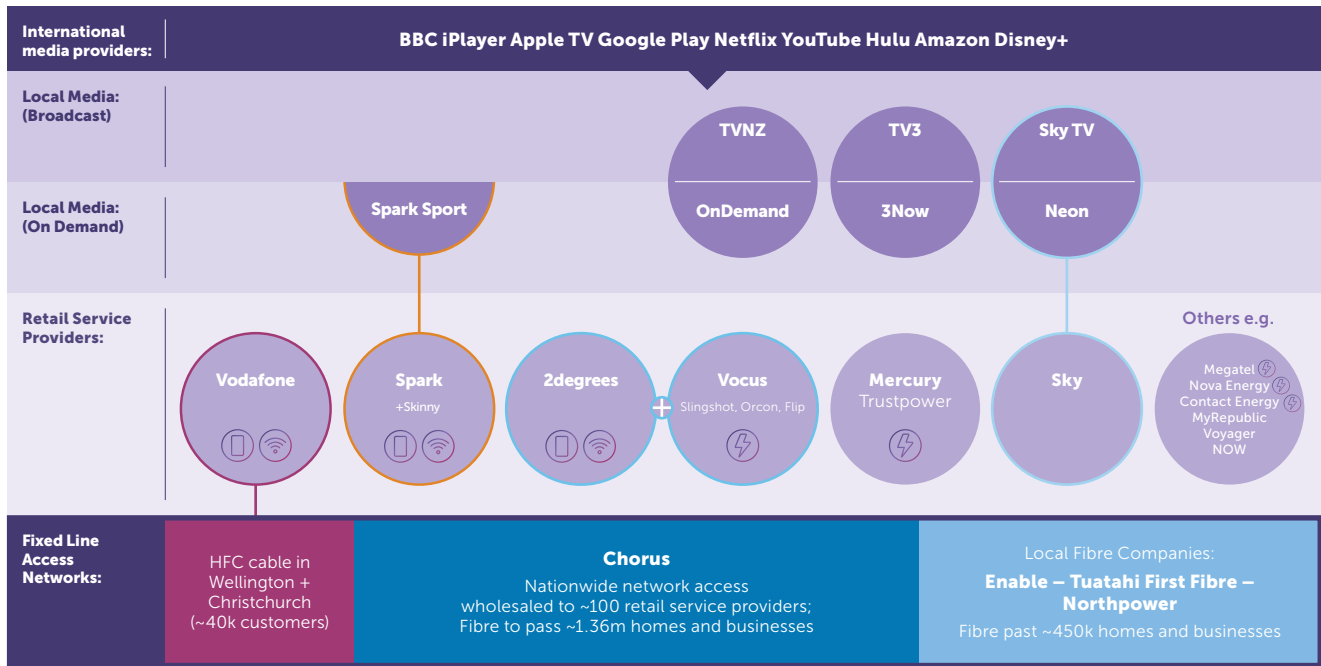 International
media providers:
BBC iPlayer Apple TV Google Play Netflix YouTube Hulu Amazon Disney+
Local Media:
(Broadcast)
TVNZ
TV3
Sky TV
Local Media:
(On Demand)
Spark Sport
OnDemand
3Now
Neon
Retail Service
Providers:
Vodafone
Spark
+Skinny
2degrees
+
Vocus
Slingshot, Orcon, Flip
Mercury
Trustpower
Sky
Others e.g.
Megatel
Nova Energy
Contact Energy
MyRepublic
Voyager
NOW
Fixed Line
Access
Networks:
HFC cable in
Wellington +
Christchurch
(~40k customers)
Chorus
Nationwide network access
wholesaled to ~100 retail service providers;
Fibre to pass ~1.36m homes and businesses
Local Fibre Companies:
Enable – Tuatahi First Fibre –
Northpower
Fibre past ~450k homes and businesses